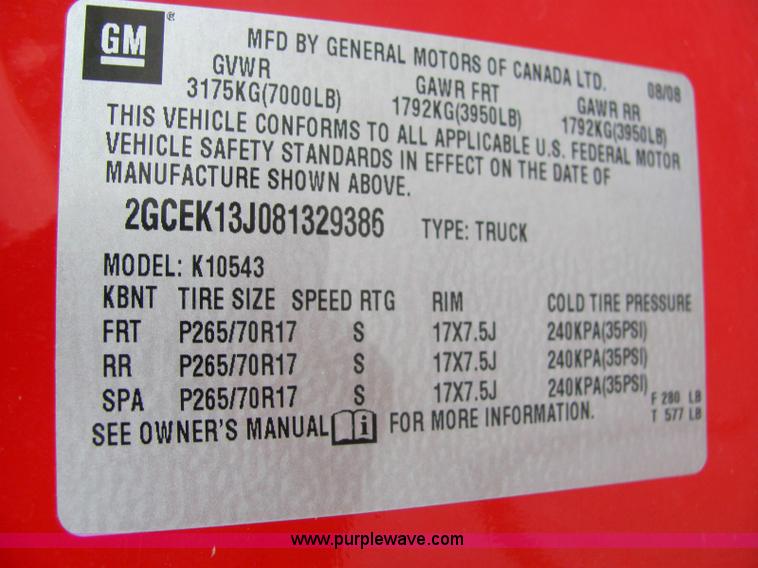 GM®
MFD BY GENERAL MOTORS OF CANADA LTD.
08/08
GVWR GAWR FRT GAWR RR
3175KG(7000LB) 1792KG(3950LB) 1792KG(3950LB)
THIS VEHICLE CONFORMS TO ALL APPLICABLE U.S. FEDERAL MOTOR
VEHICLE SAFETY STANDARDS IN EFFECT ON THE DATE OF
MANUFACTURE SHOWN ABOVE.
2GCEK13J081329386 TYPE: TRUCK
MODEL: K10543
KBNT TIRE SIZE SPEED RTG RIM COLD TIRE PRESSURE
FRT P265/70R17 S 17X7.5J 240KPA(35PSI)
RR P265/70R17 S 17X7.5J 240KPA(35PSI)
SPA P265/70R17 S 17X7.5J 240KPA(35PSI)
F 280 LB
T 577 LB
SEE OWNER'S MANUAL i FOR MORE INFORMATION.
www.purplewave.com